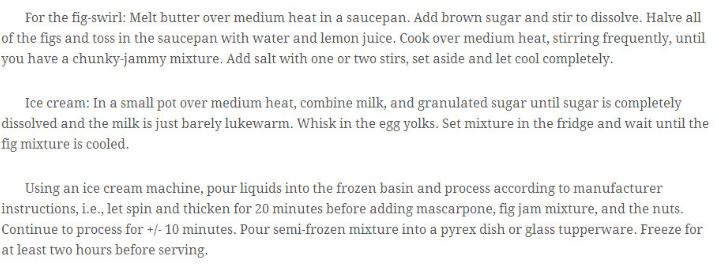 For the fig-swirl: Melt butter over medium heat in a saucepan. Add brown sugar and stir to dissolve. Halve all
of the figs and toss in the saucepan with water and lemon juice. Cook over medium heat, stirring frequently, until
you have a chunky-jammy mixture. Add salt with one or two stirs, set aside and let cool completely.
Ice cream: In a small pot over medium heat, combine milk, and granulated sugar until sugar is completely
dissolved and the milk is just barely lukewarm. Whisk in the egg yolks. Set mixture in the fridge and wait until the
fig mixture is cooled.
Using an ice cream machine, pour liquids into the frozen basin and process according to manufacturer
instructions, i.e., let spin and thicken for 20 minutes before adding mascarpone, fig jam mixture, and the nuts.
Continue to process for +/- 10 minutes. Pour semi-frozen mixture into a pyrex dish or glass tupperware. Freeze for
at least two hours before serving.